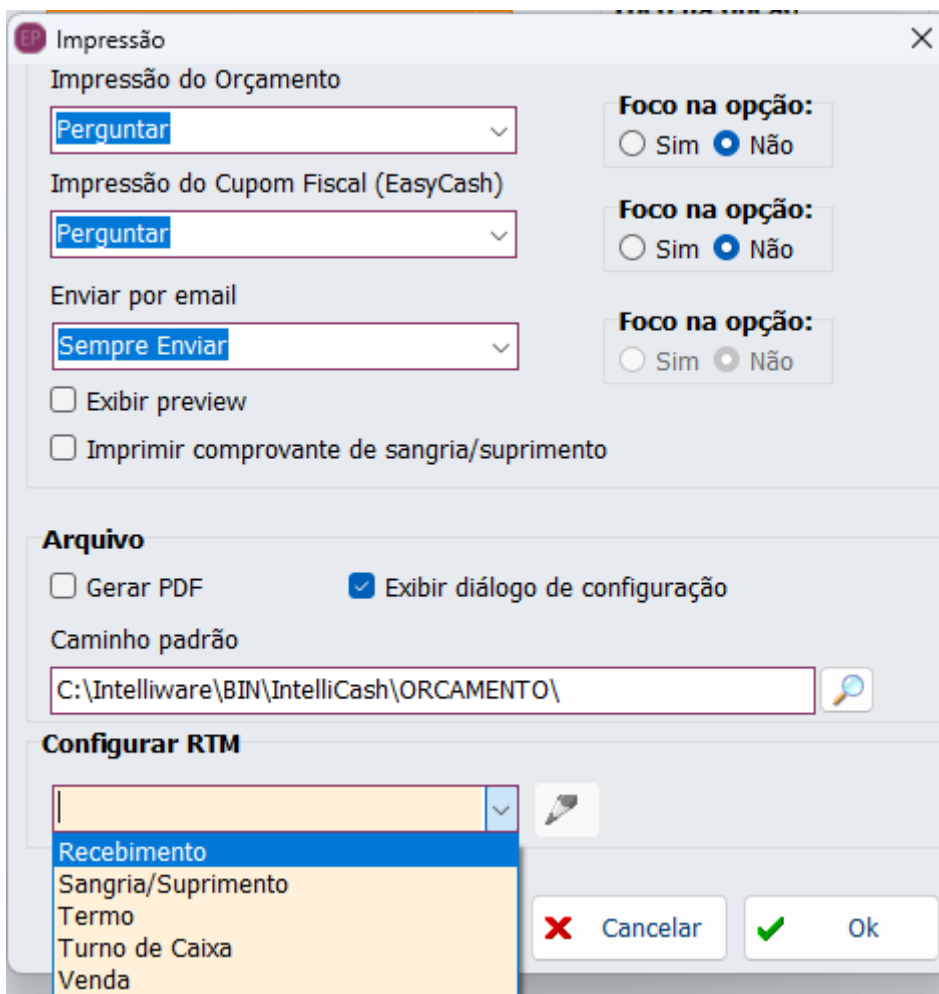 EP Impressão
Impressão do Orçamento
Perguntar
Foco na opção:
Sim Não
Impressão do Cupom Fiscal (EasyCash)
Perguntar
Foco na opção:
Sim Não
Enviar por email
Sempre Enviar
Foco na opção:
Sim Não
Exibir preview
Imprimir comprovante de sangria/suprimento
Arquivo
Gerar PDF Exibir diálogo de configuração
Caminho padrão
C:\Intelliware\BIN\IntelliCash\ORCAMENTO\
Configurar RTM
Recebimento
Sangria/Suprimento
Termo
Turno de Caixa
Venda
Cancelar Ok